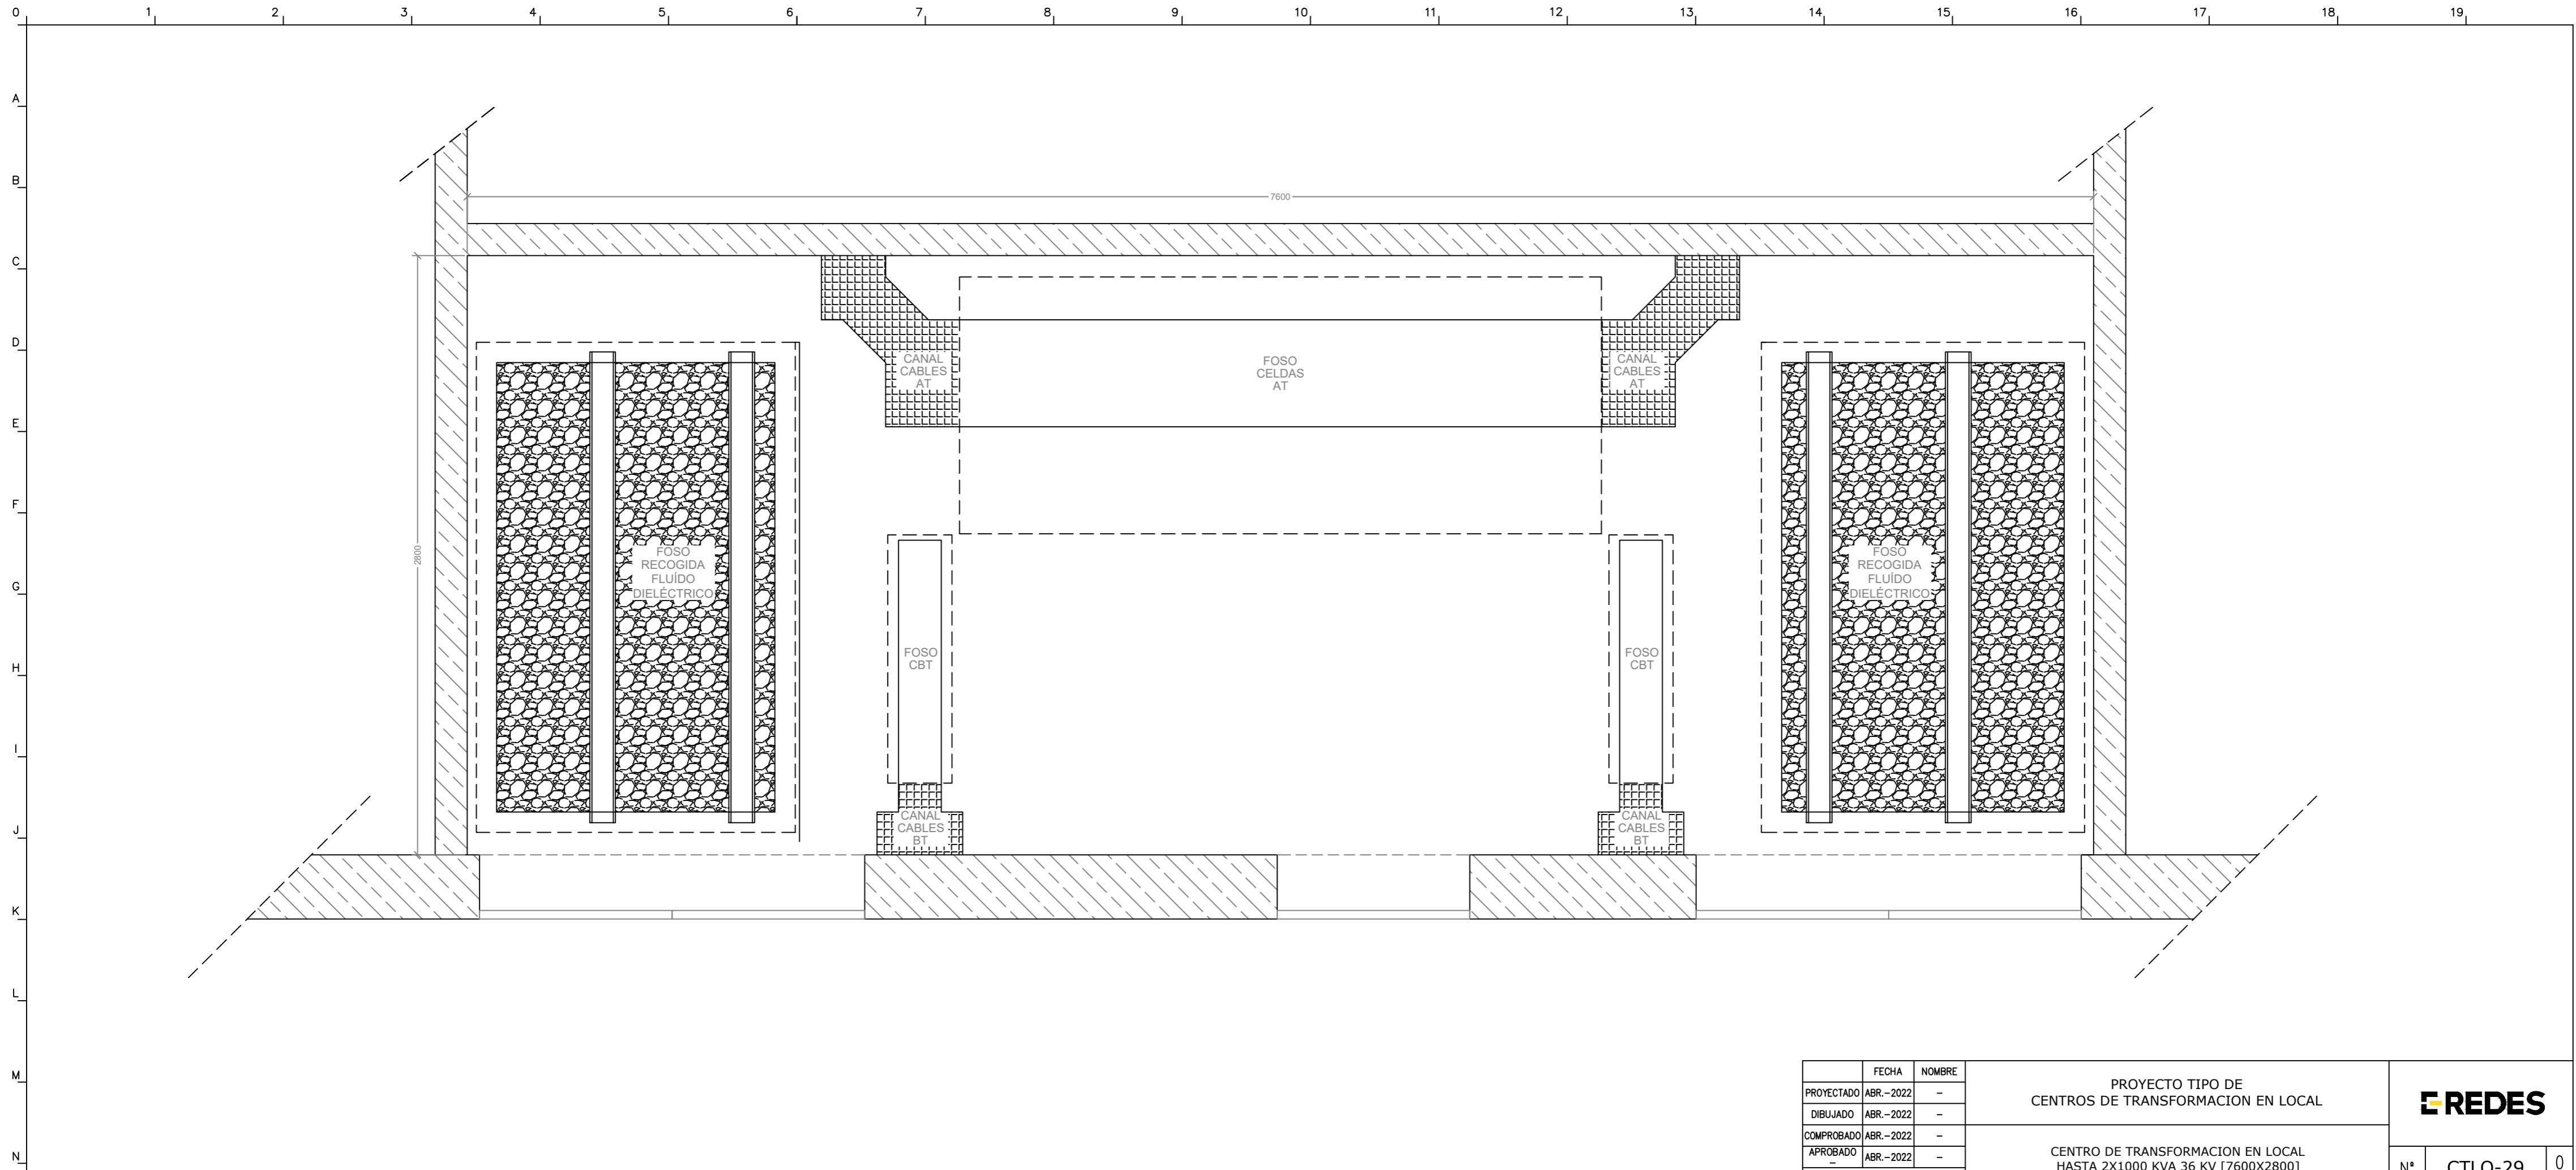 0 1 2 3 4 5 6 7 8 9 10 11 12 13 14 15 16 17 18 19
A
B
7600
C
D
CANAL
CABLES
AT
FOSO
CELDAS
AT
CANAL
CABLES
AT
E
F
2800
FOSO
RECOGIDA
FLUÍDO
DIELÉCTRICO
FOSO
RECOGIDA
FLUÍDO
DIELÉCTRICO
G
H
FOSO
CBT
FOSO
CBT
I
J
CANAL
CABLES
BT
CANAL
CABLES
BT
K
L
M
N
FECHA NOMBRE
PROYECTADO ABR.-2022 -
DIBUJADO ABR.-2022 -
COMPROBADO ABR.-2022 -
APROBADO ABR.-2022 -
-
PROYECTO TIPO DE
CENTROS DE TRANSFORMACION EN LOCAL
E-REDES
CENTRO DE TRANSFORMACION EN LOCAL
HASTA 2X1000 KVA 36 KV [7600X2800]
Nº CTLO-29 0